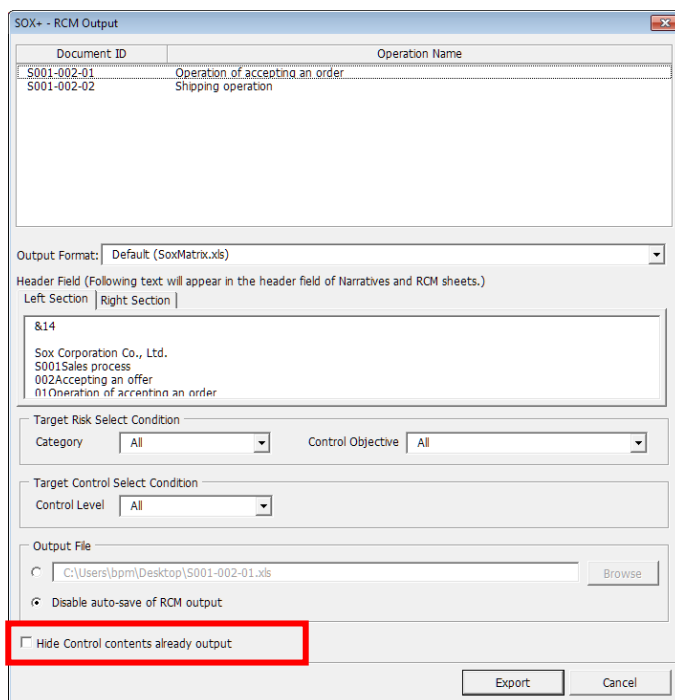 SOX+ - RCM Output
Document ID Operation Name
S001-002-01 Operation of accepting an order
S001-002-02 Shipping operation
Output Format: Default (SoxMatrix.xls)
Header Field (Following text will appear in the header field of Narratives and RCM sheets.)
Left Section Right Section
&14
Sox Corporation Co., Ltd.
S001Sales process
002Accepting an offer
01Operation of accepting an order
Target Risk Select Condition
Category All Control Objective All
Target Control Select Condition
Control Level All
Output File
C:\Users\bpm\Desktop\S001-002-01.xls Browse
Disable auto-save of RCM output
Hide Control contents already output
Export Cancel